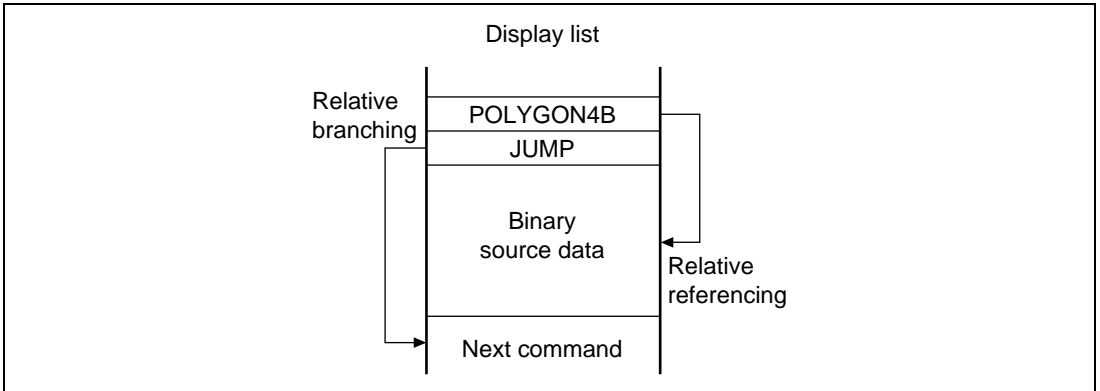 Display list
Relative
branching
POLYGON4B
JUMP
Binary
source data
Relative
referencing
Next command